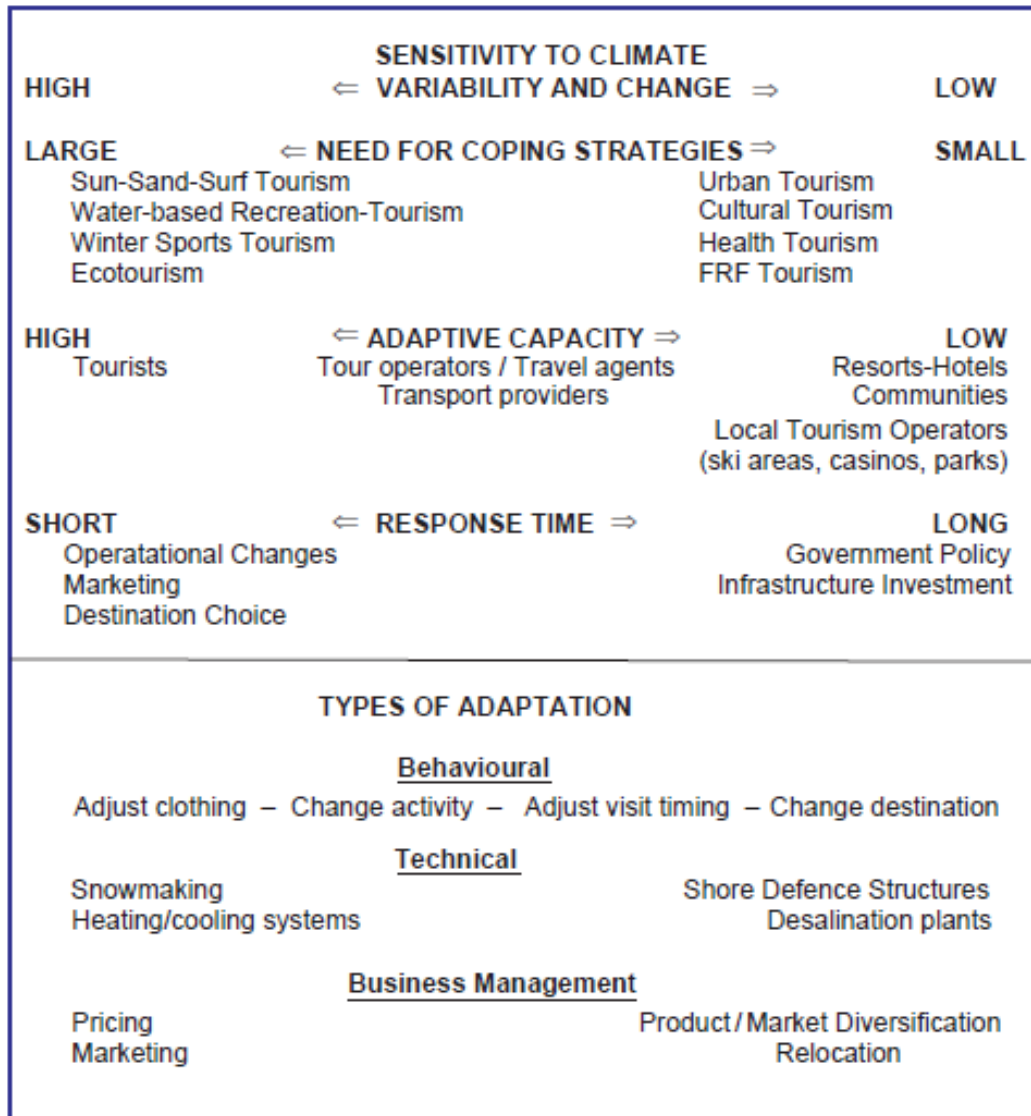 SENSITIVITY TO CLIMATE
HIGH ⇐ VARIABILITY AND CHANGE ⇒ LOW
LARGE ⇐ NEED FOR COPING STRATEGIES ⇒ SMALL
Sun-Sand-Surf Tourism Urban Tourism
Water-based Recreation-Tourism Cultural Tourism
Winter Sports Tourism Health Tourism
Ecotourism FRF Tourism
HIGH ⇐ ADAPTIVE CAPACITY ⇒ LOW
Tourists Tour operators / Travel agents Resorts-Hotels
Transport providers Communities
Local Tourism Operators
(ski areas, casinos, parks)
SHORT ⇐ RESPONSE TIME ⇒ LONG
Operatational Changes Government Policy
Marketing Infrastructure Investment
Destination Choice
TYPES OF ADAPTATION
Behavioural
Adjust clothing – Change activity – Adjust visit timing – Change destination
Technical
Snowmaking Shore Defence Structures
Heating/cooling systems Desalination plants
Business Management
Pricing Product / Market Diversification
Marketing Relocation